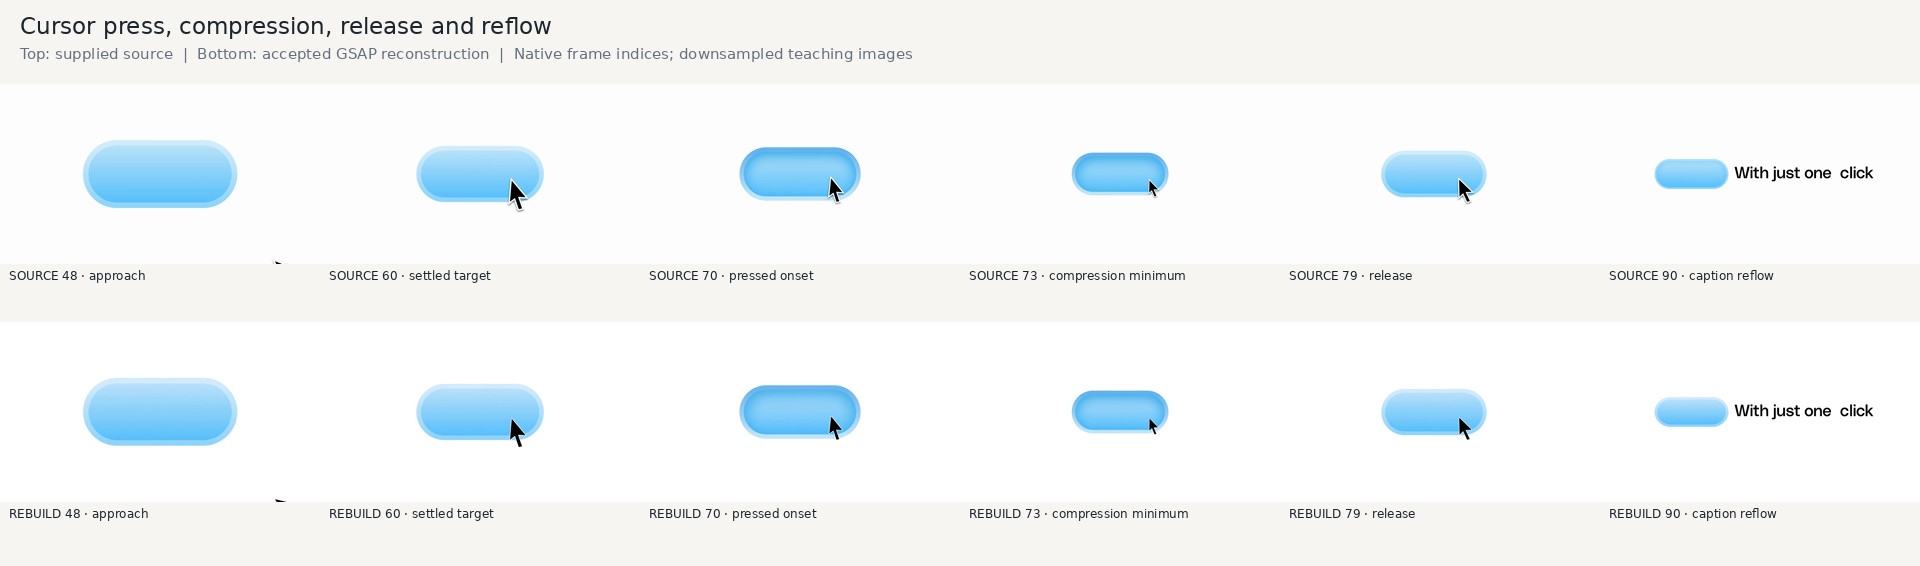 Cursor press, compression, release and reflow
Top: supplied source | Bottom: accepted GSAP reconstruction | Native frame indices; downsampled teaching images
With just one  click
SOURCE 48 · approach
SOURCE 60 · settled target
SOURCE 70 · pressed onset
SOURCE 73 · compression minimum
SOURCE 79 · release
SOURCE 90 · caption reflow
With just one  click
REBUILD 48 · approach
REBUILD 60 · settled target
REBUILD 70 · pressed onset
REBUILD 73 · compression minimum
REBUILD 79 · release
REBUILD 90 · caption reflow